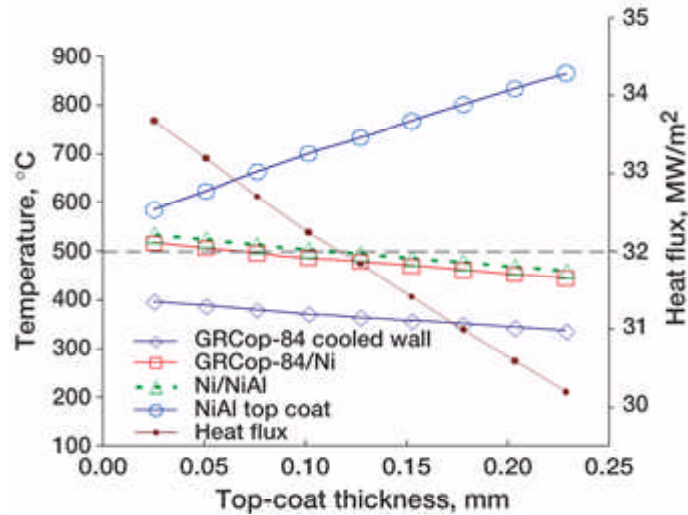 35
900
800
34
700
600
33
500
32
400
300
31
200
30
100
Temperature, °C
Heat flux, MW/m²
GRCop-84 cooled wall
GRCop-84/Ni
Ni/NiAl
NiAl top coat
Heat flux
0.00 0.05 0.10 0.15 0.20 0.25
Top-coat thickness, mm